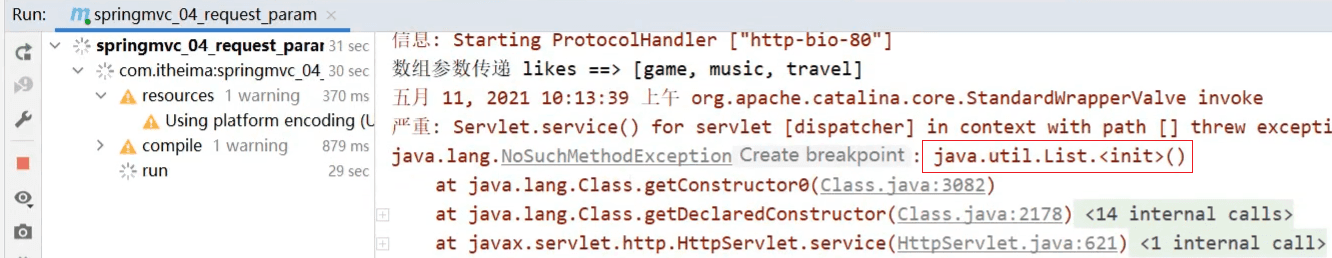 Run: springmvc_04_request_param ×
springmvc_04_request_param 31 sec
com.itheima:springmvc_04_ 30 sec
resources 1 warning 370 ms
Using platform encoding (U
compile 2 warnings 879 ms
run 29 sec
信息: Starting ProtocolHandler ["http-bio-80"]
数组参数传递 likes ==> [game, music, travel]
五月 11, 2021 10:13:39 上午 org.apache.catalina.core.StandardWrapperValve invoke
严重: Servlet.service() for servlet [dispatcher] in context with path [] threw excepti
java.lang.NoSuchMethodException Create breakpoint : java.util.List.<init>()
at java.lang.Class.getConstructor0(Class.java:3082)
at java.lang.Class.getDeclaredConstructor(Class.java:2178) <14 internal calls>
at javax.servlet.http.HttpServlet.service(HttpServlet.java:621) <1 internal call>